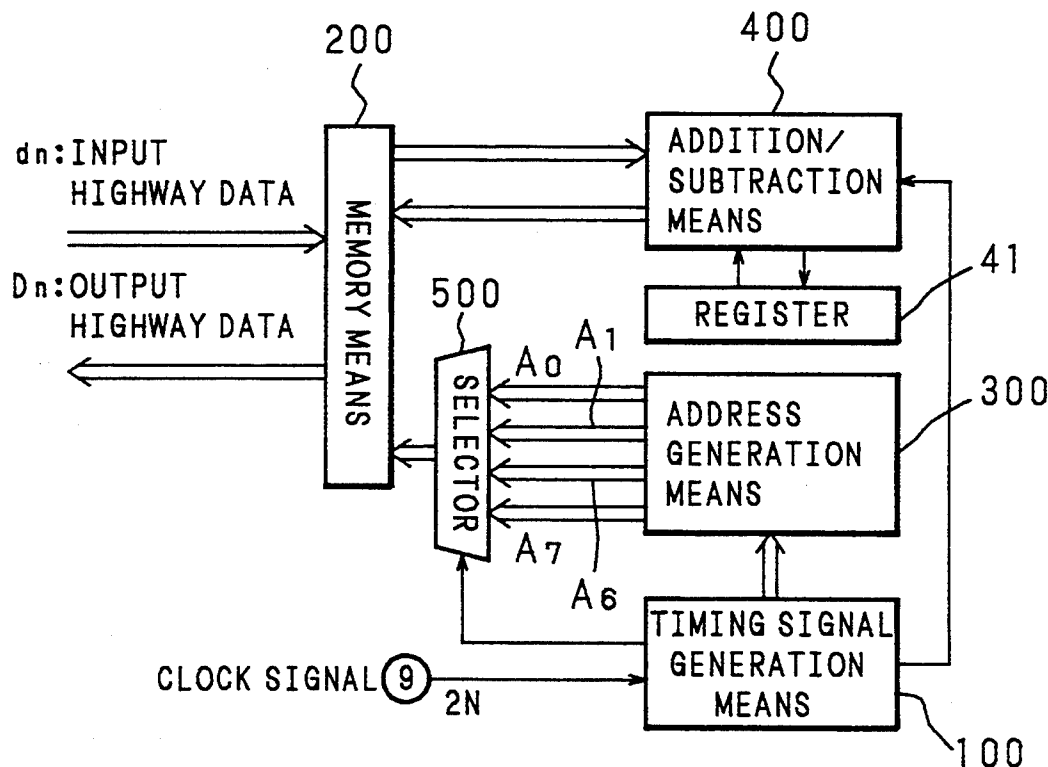 200
400
dn:INPUT
HIGHWAY DATA
MEMORY MEANS
ADDITION/
SUBTRACTION
MEANS
Dn:OUTPUT
HIGHWAY DATA
500
41
REGISTER
SELECTOR
A0
A1
300
ADDRESS
GENERATION
MEANS
A7
A6
TIMING SIGNAL
GENERATION
MEANS
CLOCK SIGNAL 9
2N
100